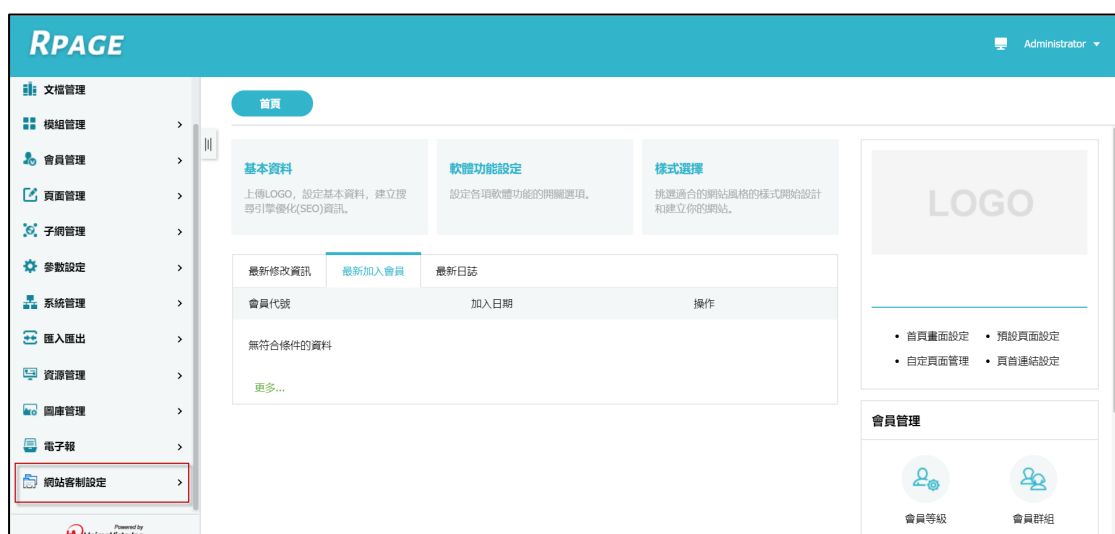 RPAGE
Administrator
文檔管理
模組管理
會員管理
頁面管理
子網管理
參數設定
系統管理
匯入匯出
資源管理
圖庫管理
電子報
網站客制設定
Powered by
首頁
基本資料
上傳LOGO，設定基本資料，建立搜
尋引擎優化(SEO)資訊。
軟體功能設定
設定各項軟體功能的開關選項。
樣式選擇
挑選適合的網站風格的樣式開始設計
和建立你的網站。
最新修改資訊 最新加入會員 最新日誌
會員代號 加入日期 操作
無符合條件的資料
更多...
LOGO
• 首頁畫面設定 • 預設頁面設定
• 自定頁面管理 • 頁首連結設定
會員管理
會員等級 會員群組